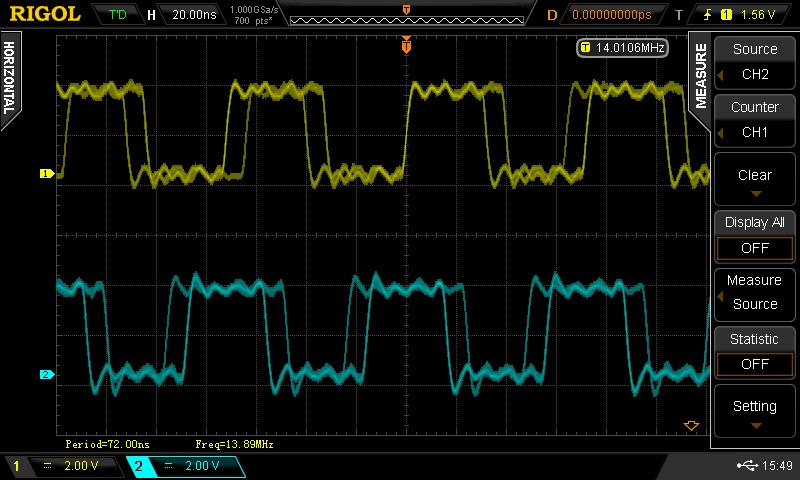 RIGOL T'D H 20.00ns 1.000GSa/s 700 pts* D 0.00000000ps T 1 1.56 V
HORIZONTAL
T
T 14.0106MHz
MEASURE
Source
CH2
Counter
CH1
Clear
Display All
OFF
Measure
Source
Statistic
OFF
Setting
1
2
Period=72.00ns Freq=13.89MHz
1 2.00 V 2 2.00 V 15:49